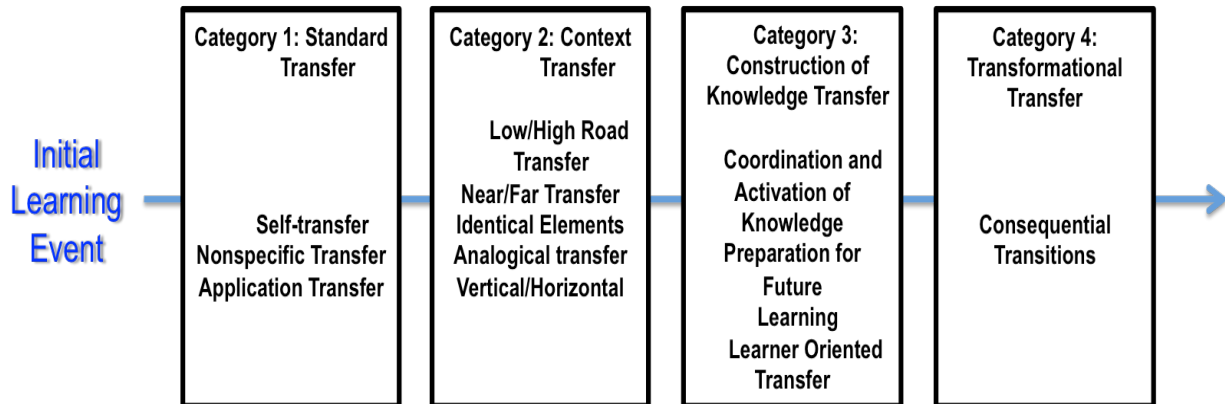 Initial
Learning
Event
Category 1: Standard
Transfer
Self-transfer
Nonspecific Transfer
Application Transfer
Category 2: Context
Transfer
Low/High Road
Transfer
Near/Far Transfer
Identical Elements
Analogical transfer
Vertical/Horizontal
Category 3:
Construction of
Knowledge Transfer
Coordination and
Activation of
Knowledge
Preparation for
Future
Learning
Learner Oriented
Transfer
Category 4:
Transformational
Transfer
Consequential
Transitions